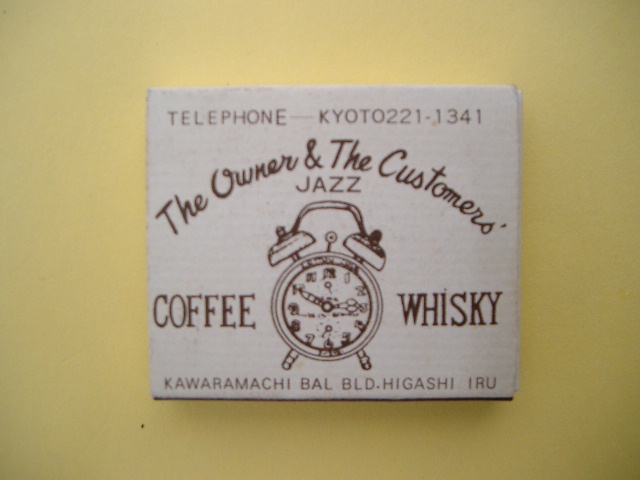 TELEPHONE—KYOTO221-1341
The Owner & The Customers'
JAZZ
COFFEE WHISKY
KAWARAMACHI BAL BLD.HIGASHI IRU